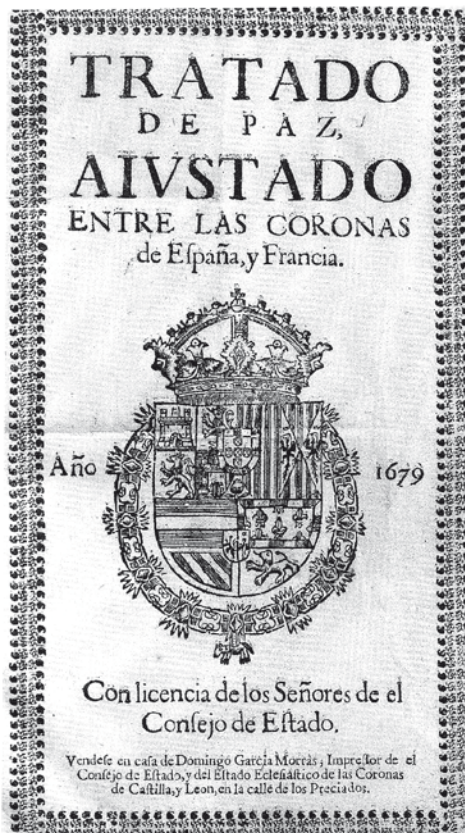 TRATADO
DE PAZ,
AIVSTADO
ENTRE LAS CORONAS
de Eſpaña, y Francia.
Año 1679
Con licencia de los Señores de el
Conſejo de Eſtado.
Vendeſe en caſa de Domingo Garcia Morràs, Impreſſor de el
Conſejo de Eſtado, y del Eſtado Ecleſiáſtico de las Coronas
de Caſtilla, y Leon, en la calle de los Preciados.